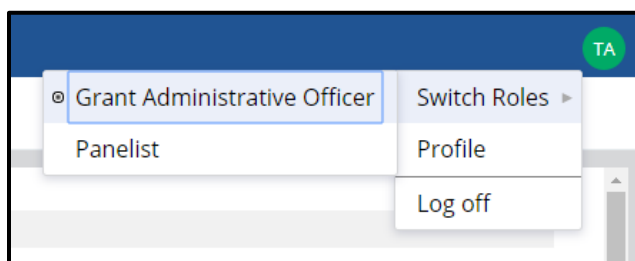 TA
Grant Administrative Officer
Switch Roles
Panelist
Profile
Log off